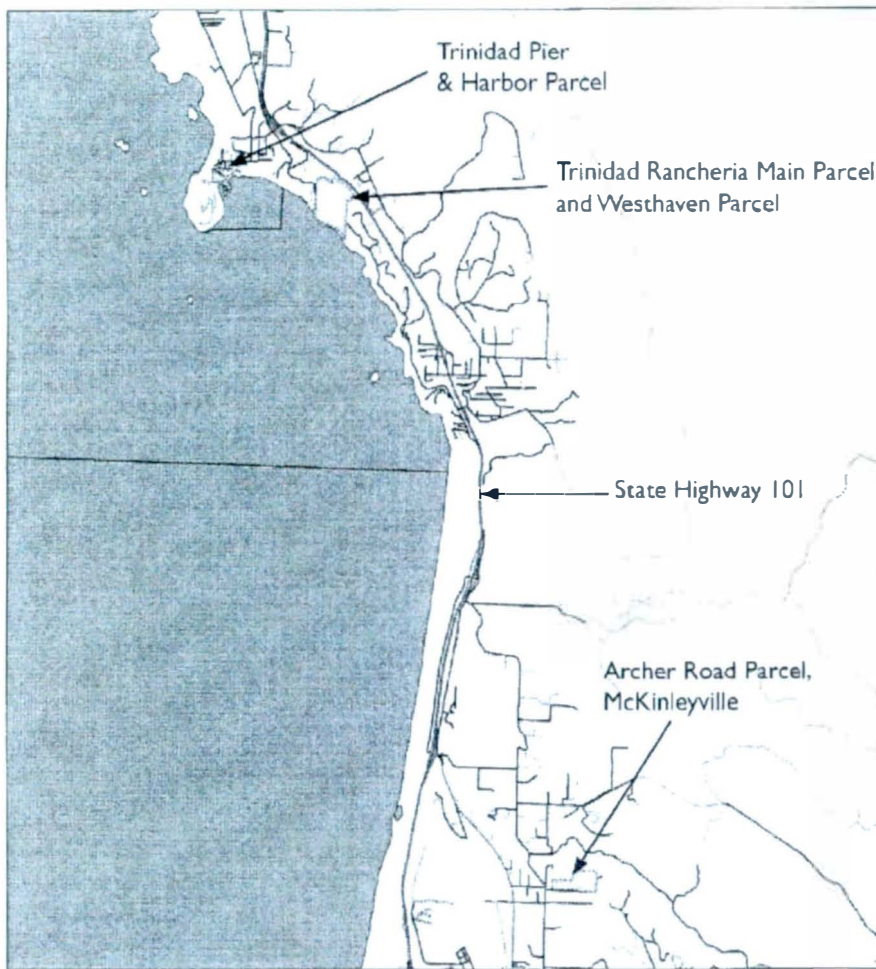 Trinidad Pier
& Harbor Parcel
Trinidad Rancheria Main Parcel
and Westhaven Parcel
State Highway 101
Archer Road Parcel,
McKinleyville